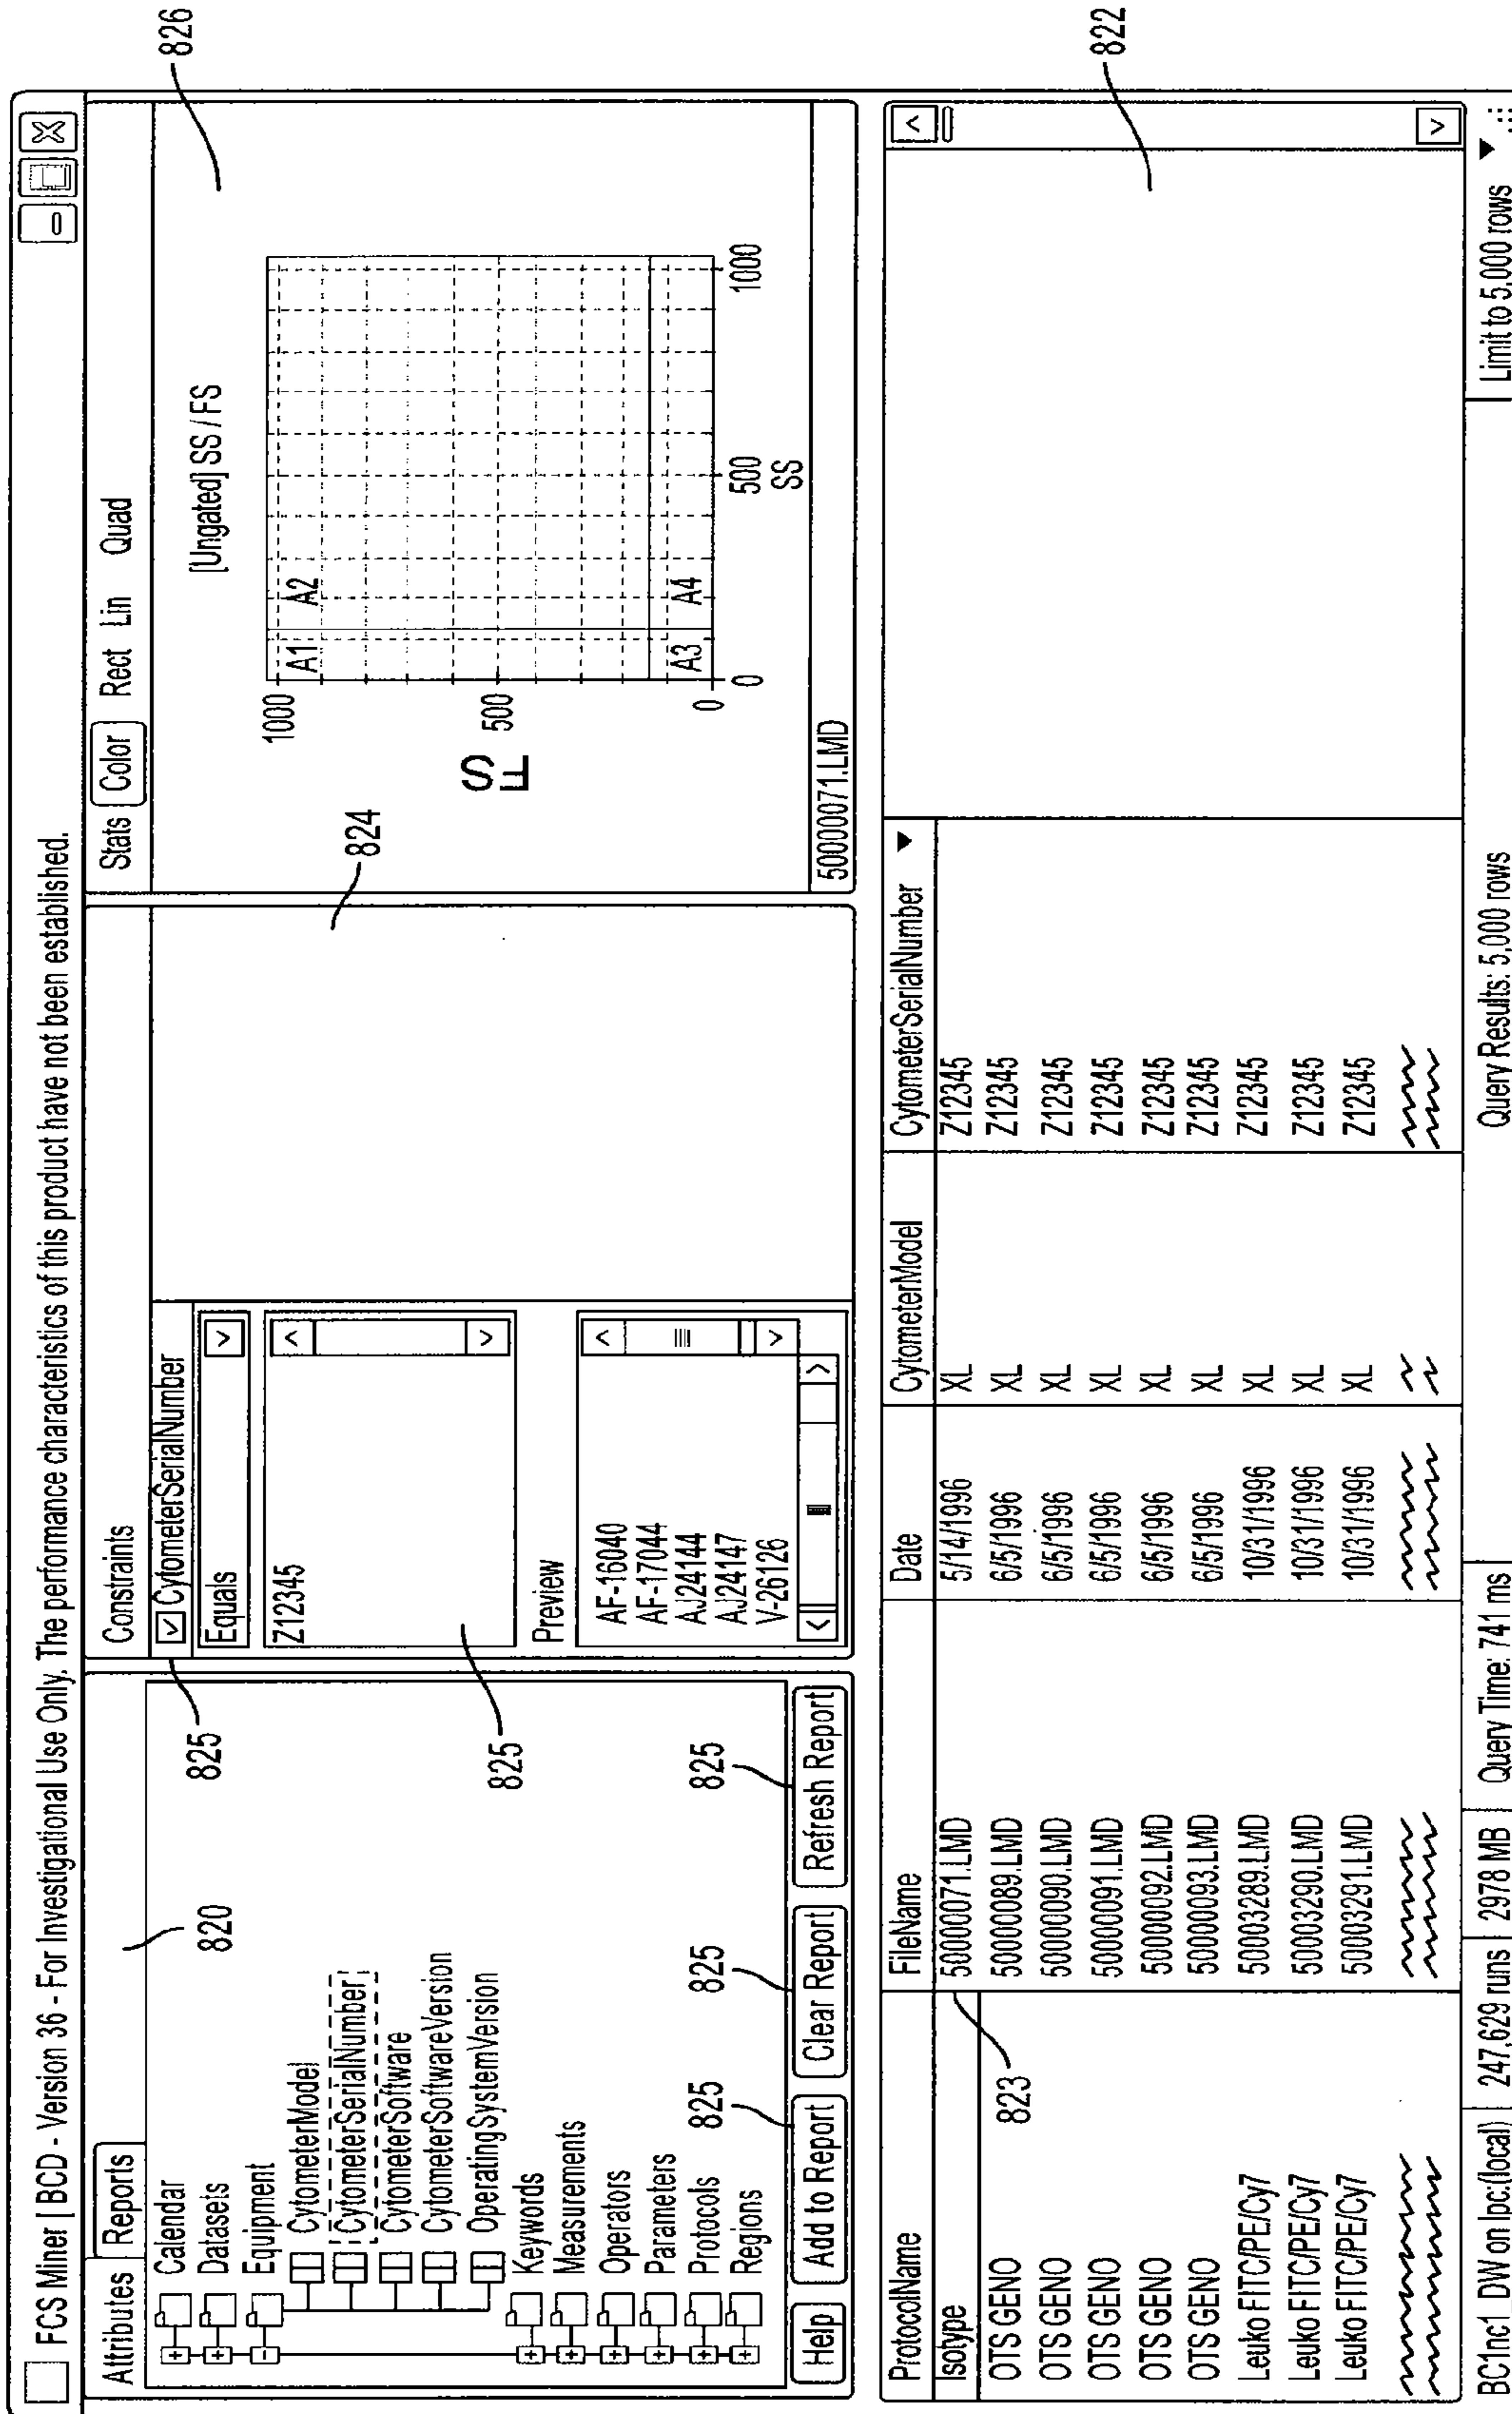 FCS Miner [ BCD - Version 36 - For Investigational Use Only. The performance characteristics of this product have not been established.
Attributes
Reports
820
Calendar
Datasets
Equipment
CytometerModel
CytometerSerialNumber
CytometerSoftware
CytometerSoftwareVersion
OperatingSystemVersion
Keywords
Measurements
Operators
Parameters
Protocols
Regions
825
825
825
Help
Add to Report
Clear Report
Refresh Report
Constraints
825
CytometerSerialNumber
Equals
Z12345
825
Preview
AF-16040
AF-17044
AJ24144
AJ24147
V-26126
824
Stats
Color
Rect
Lin
Quad
826
[Ungated] SS / FS
1000
500
0
FS
A1
A2
A3
A4
0
500
1000
SS
50000071.LMD
ProtocolName FileName Date CytometerModel CytometerSerialNumber
Isotype 50000071.LMD 5/14/1996 XL Z12345
OTS GENO 50000089.LMD 6/5/1996 XL Z12345
OTS GENO 50000090.LMD 6/5/1996 XL Z12345
OTS GENO 50000091.LMD 6/5/1996 XL Z12345
OTS GENO 50000092.LMD 6/5/1996 XL Z12345
OTS GENO 50000093.LMD 6/5/1996 XL Z12345
Leuko FITC/PE/Cy7 50003289.LMD 10/31/1996 XL Z12345
Leuko FITC/PE/Cy7 50003290.LMD 10/31/1996 XL Z12345
Leuko FITC/PE/Cy7 50003291.LMD 10/31/1996 XL Z12345
823
822
BC1nc1_DW on lpc:(local) 247,629 runs 2978 MB Query Time: 741 ms Query Results: 5,000 rows Limit to 5,000 rows